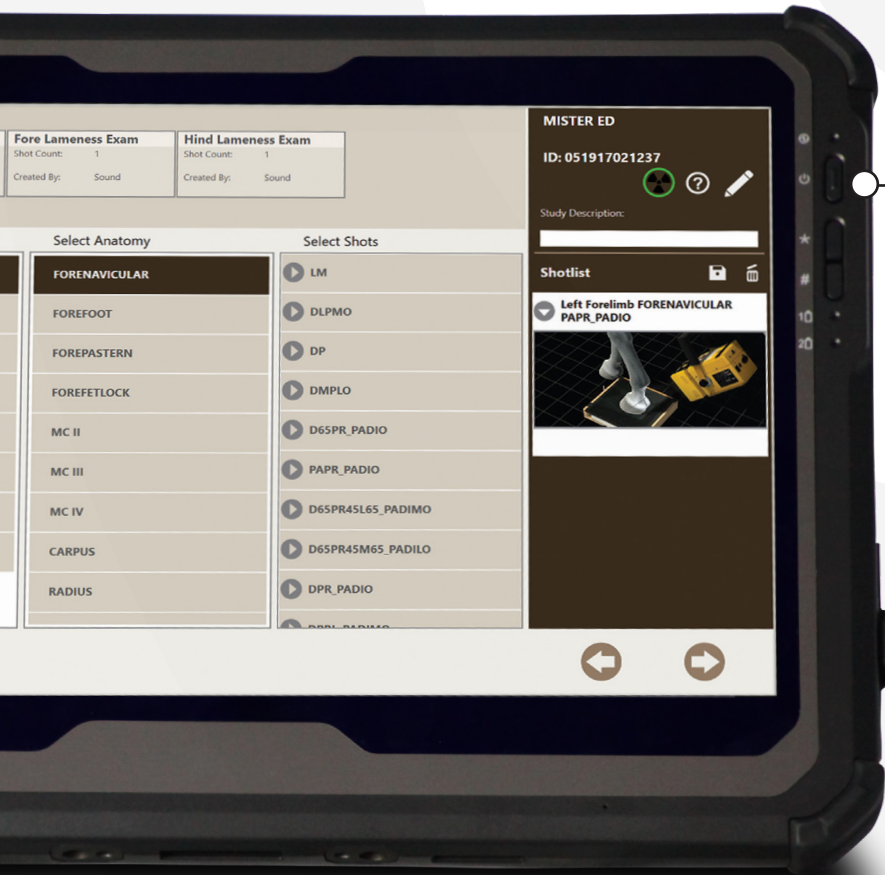 Fore Lameness Exam
Shot Count: 1
Created By: Sound
Hind Lameness Exam
Shot Count: 1
Created By: Sound
Select Anatomy
FORENAVICULAR
FOREFOOT
FOREPASTERN
FOREFETLOCK
MC II
MC III
MC IV
CARPUS
RADIUS
Select Shots
LM
DLPMO
DP
DMPLO
D65PR_PADIO
PAPR_PADIO
D65PR45L65_PADIMO
D65PR45M65_PADILO
DPR_PADIO
MISTER ED
ID: 051917021237
?
Study Description:
Shotlist
Left Forelimb FORENAVICULAR
PAPR_PADIO
*
#
1
2